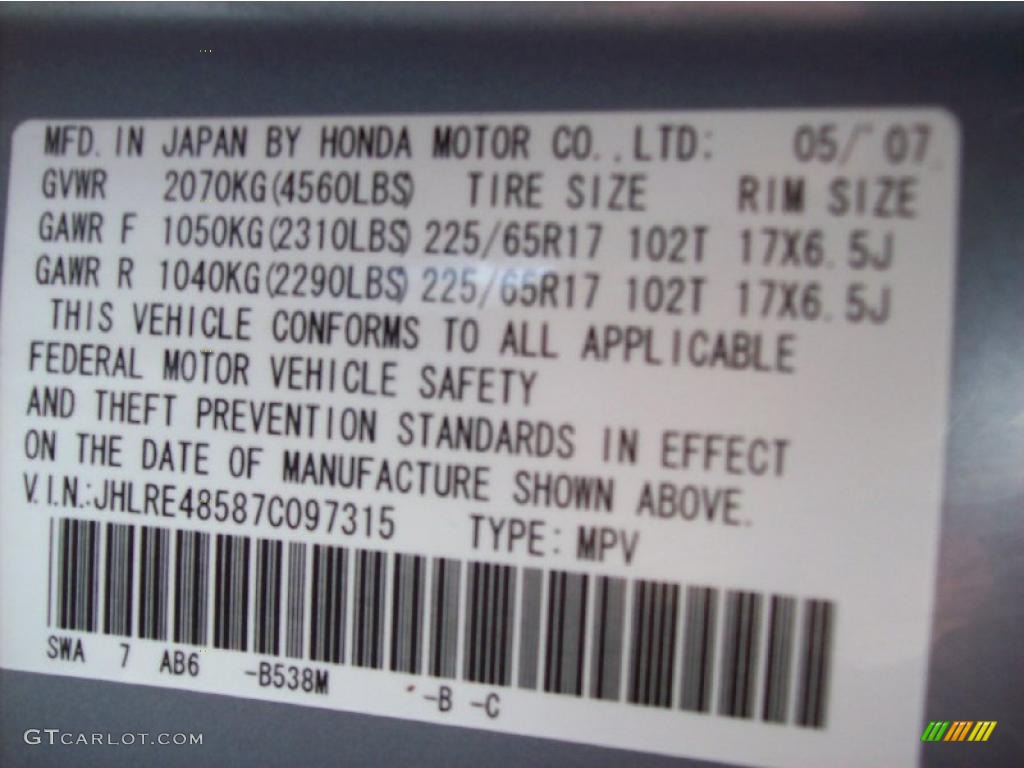 MFD. IN JAPAN BY HONDA MOTOR CO., LTD: 05/ 07
GVWR 2070KG(4560LBS) TIRE SIZE RIM SIZE
GAWR F 1050KG(2310LBS) 225/65R17 102T 17X6.5J
GAWR R 1040KG(2290LBS) 225/65R17 102T 17X6.5J
THIS VEHICLE CONFORMS TO ALL APPLICABLE
FEDERAL MOTOR VEHICLE SAFETY
AND THEFT PREVENTION STANDARDS IN EFFECT
ON THE DATE OF MANUFACTURE SHOWN ABOVE.
V.I.N.:JHLRE48587C097315 TYPE: MPV
SWA 7 AB6 -B538M -B -C
GTCARLOT.COM